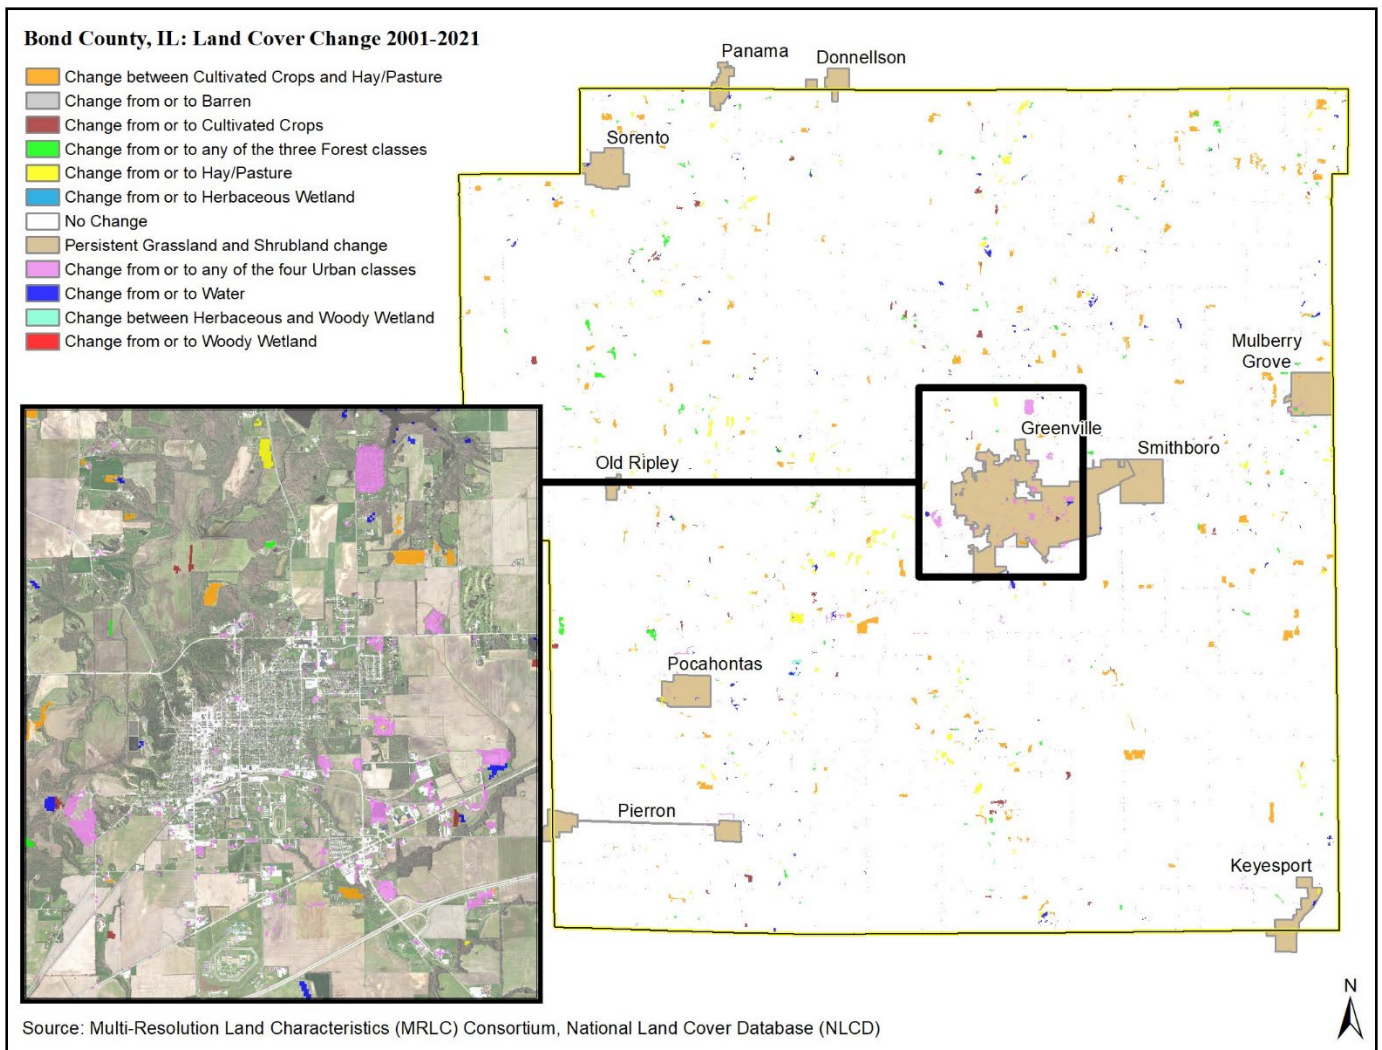 Bond County, IL: Land Cover Change 2001-2021
Change between Cultivated Crops and Hay/Pasture
Change from or to Barren
Change from or to Cultivated Crops
Change from or to any of the three Forest classes
Change from or to Hay/Pasture
Change from or to Herbaceous Wetland
No Change
Persistent Grassland and Shrubland change
Change from or to any of the four Urban classes
Change from or to Water
Change between Herbaceous and Woody Wetland
Change from or to Woody Wetland
Panama
Donnellson
Sorento
Mulberry
Grove
Greenville
Smithboro
Old Ripley
Pocahontas
Pierron
Keyesport
N
Source: Multi-Resolution Land Characteristics (MRLC) Consortium, National Land Cover Database (NLCD)